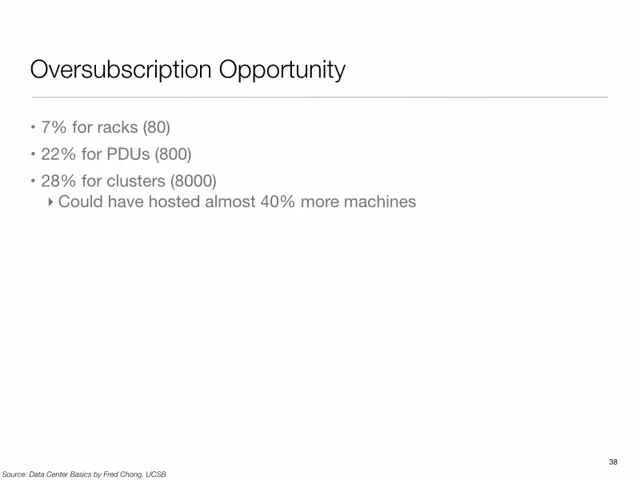 Oversubscription Opportunity
• 7% for racks (80)
• 22% for PDUs (800)
• 28% for clusters (8000)
‣ Could have hosted almost 40% more machines
38
Source: Data Center Basics by Fred Chong, UCSB